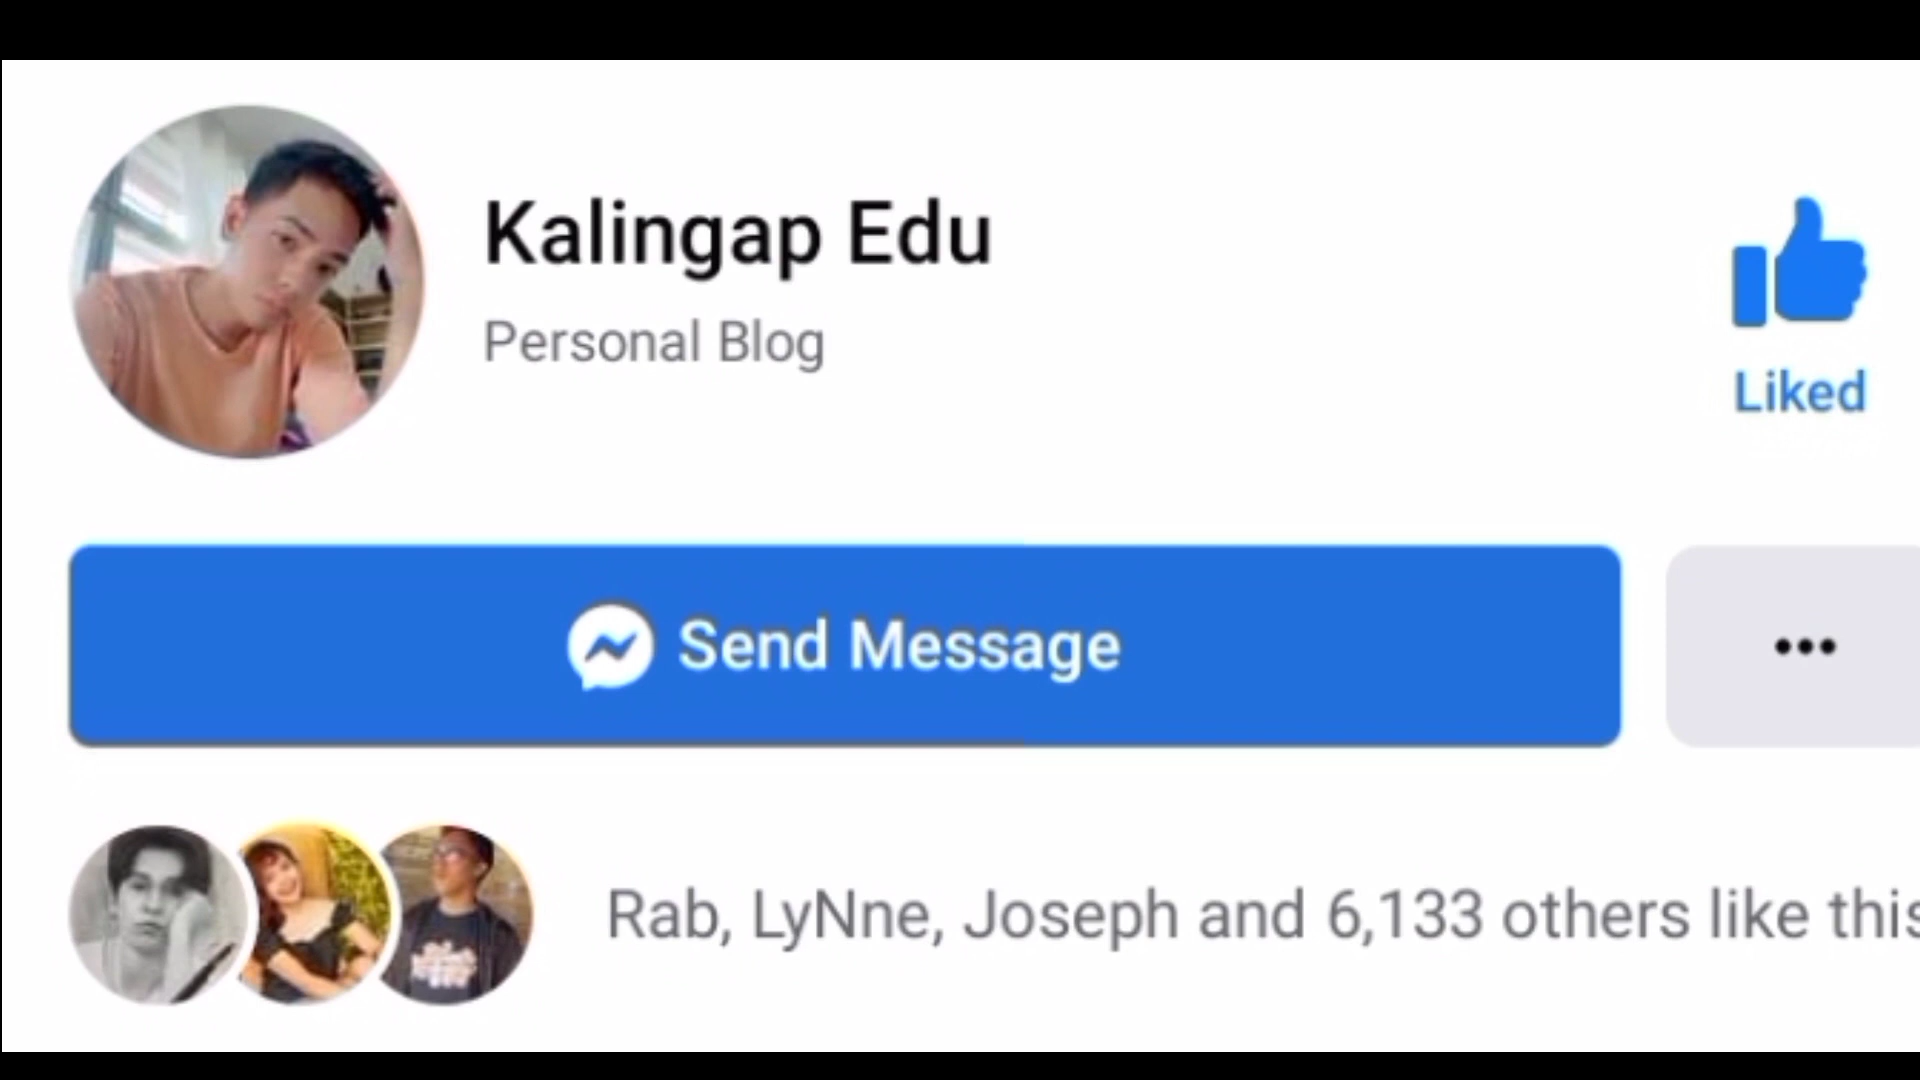 Kalingap Edu
Personal Blog
Liked
Send Message
Rab, LyNne, Joseph and 6,133 others like this